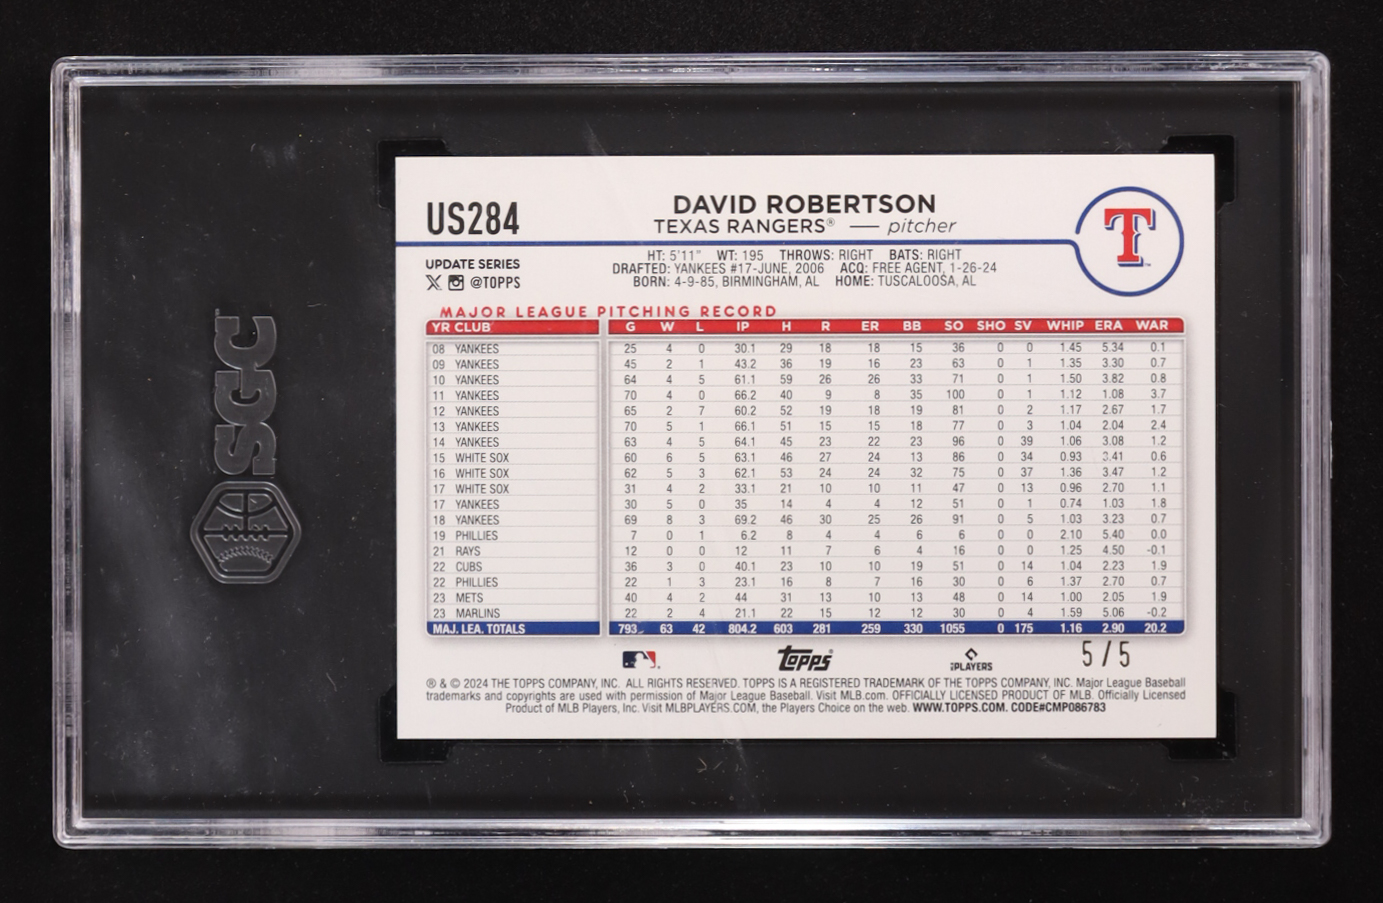 SGC
US284
DAVID ROBERTSON
TEXAS RANGERS® — pitcher
T
UPDATE SERIES
@TOPPS
HT: 5'11" WT: 195 THROWS: RIGHT BATS: RIGHT
DRAFTED: YANKEES #17-JUNE, 2006 ACQ: FREE AGENT, 1-26-24
BORN: 4-9-85, BIRMINGHAM, AL HOME: TUSCALOOSA, AL
MAJOR LEAGUE PITCHING RECORD
YR CLUB G W L IP H R ER BB SO SHO SV WHIP ERA WAR
08 YANKEES 25 4 0 30.1 29 18 18 15 36 0 0 1.45 5.34 0.1
09 YANKEES 45 2 1 43.2 36 19 16 23 63 0 1 1.35 3.30 0.7
10 YANKEES 64 4 5 61.1 59 26 26 33 71 0 1 1.50 3.82 0.8
11 YANKEES 70 4 0 66.2 40 9 8 35 100 0 1 1.12 1.08 3.7
12 YANKEES 65 2 7 60.2 52 19 18 19 81 0 2 1.17 2.67 1.7
13 YANKEES 70 5 1 66.1 51 15 15 18 77 0 3 1.04 2.04 2.4
14 YANKEES 63 4 5 64.1 45 23 22 23 96 0 39 1.06 3.08 1.2
15 WHITE SOX 60 6 5 63.1 46 27 24 13 86 0 34 0.93 3.41 0.6
16 WHITE SOX 62 5 3 62.1 53 24 24 32 75 0 37 1.36 3.47 1.2
17 WHITE SOX 31 4 2 33.1 21 10 10 11 47 0 13 0.96 2.70 1.1
17 YANKEES 30 5 0 35 14 4 4 12 51 0 1 0.74 1.03 1.8
18 YANKEES 69 8 3 69.2 46 30 25 26 91 0 5 1.03 3.23 0.7
19 PHILLIES 7 0 1 6.2 8 4 4 6 6 0 0 2.10 5.40 0.0
21 RAYS 12 0 0 12 11 7 6 4 16 0 0 1.25 4.50 -0.1
22 CUBS 36 3 0 40.1 23 10 10 19 51 0 14 1.04 2.23 1.9
22 PHILLIES 22 1 3 23.1 16 8 7 16 30 0 6 1.37 2.70 0.7
23 METS 40 4 2 44 31 13 10 13 48 0 14 1.00 2.05 1.9
23 MARLINS 22 2 4 21.1 22 15 12 12 30 0 4 1.59 5.06 -0.2
MAJ. LEA. TOTALS 793 63 42 804.2 603 281 259 330 1055 0 175 1.16 2.90 20.2
Topps
PLAYERS
5/5
® & © 2024 THE TOPPS COMPANY, INC. ALL RIGHTS RESERVED. TOPPS IS A REGISTERED TRADEMARK OF THE TOPPS COMPANY, INC. Major League Baseball
trademarks and copyrights are used with permission of Major League Baseball. Visit MLB.com. OFFICIALLY LICENSED PRODUCT OF MLB. Officially Licensed
Product of MLB Players, Inc. Visit MLBPLAYERS.COM, the Players Choice on the web. WWW.TOPPS.COM. CODE#CMP086783